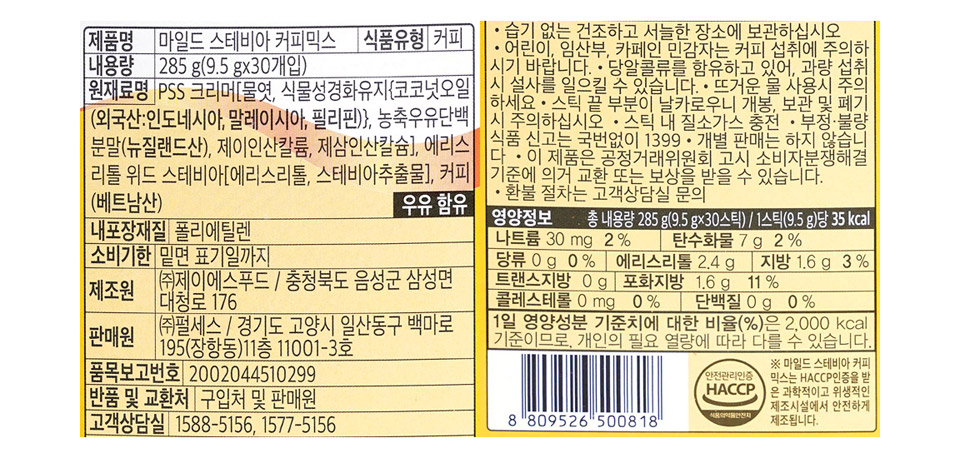 제품명 마일드 스테비아 커피믹스 식품유형 커피
내용량 285 g(9.5 gx30개입)
원재료명 PSS 크리머[물엿, 식물성경화유지{코코넛오일
(외국산:인도네시아, 말레이시아, 필리핀)}, 농축우유단백
분말(뉴질랜드산), 제이인산칼륨, 제삼인산칼슘], 에리스
리톨 위드 스테비아[에리스리톨, 스테비아추출물], 커피
(베트남산) 우유 함유
내포장재질 폴리에틸렌
소비기한 밑면 표기일까지
제조원 ㈜제이에스푸드 / 충청북도 음성군 삼성면
대청로 176
판매원 ㈜펄세스 / 경기도 고양시 일산동구 백마로
195(장항동)11층 11001-3호
품목보고번호 2002044510299
반품 및 교환처 구입처 및 판매원
고객상담실 1588-5156, 1577-5156
• 습기 없는 건조하고 서늘한 장소에 보관하십시오
• 어린이, 임산부, 카페인 민감자는 커피 섭취에 주의하
시기 바랍니다. • 당알콜류를 함유하고 있어, 과량 섭취
시 설사를 일으킬 수 있습니다. • 뜨거운 물 사용시 주의
하세요 • 스틱 끝 부분이 날카로우니 개봉, 보관 및 폐기
시 주의하십시오 • 스틱 내 질소가스 충전 • 부정·불량
식품 신고는 국번없이 1399 • 개별 판매는 하지 않습니
다 • 이 제품은 공정거래위원회 고시 소비자분쟁해결
기준에 의거 교환 또는 보상을 받을 수 있습니다.
• 환불 절차는 고객상담실 문의
영양정보 총 내용량 285 g(9.5 gx30스틱) / 1스틱(9.5 g)당 35 kcal
나트륨 30 mg 2% 탄수화물 7 g 2%
당류 0 g 0% 에리스리톨 2.4 g 지방 1.6 g 3%
트랜스지방 0 g 포화지방 1.6 g 11%
콜레스테롤 0 mg 0% 단백질 0 g 0%
1일 영양성분 기준치에 대한 비율(%)은 2,000 kcal
기준이므로, 개인의 필요 열량에 따라 다를 수 있습니다.
8 809526 500818
안전관리인증
HACCP
식품의약품안전처
※ 마일드 스테비아 커피
믹스는 HACCP인증을 받
은 과학적이고 위생적인
제조시설에서 안전하게
제조됩니다.